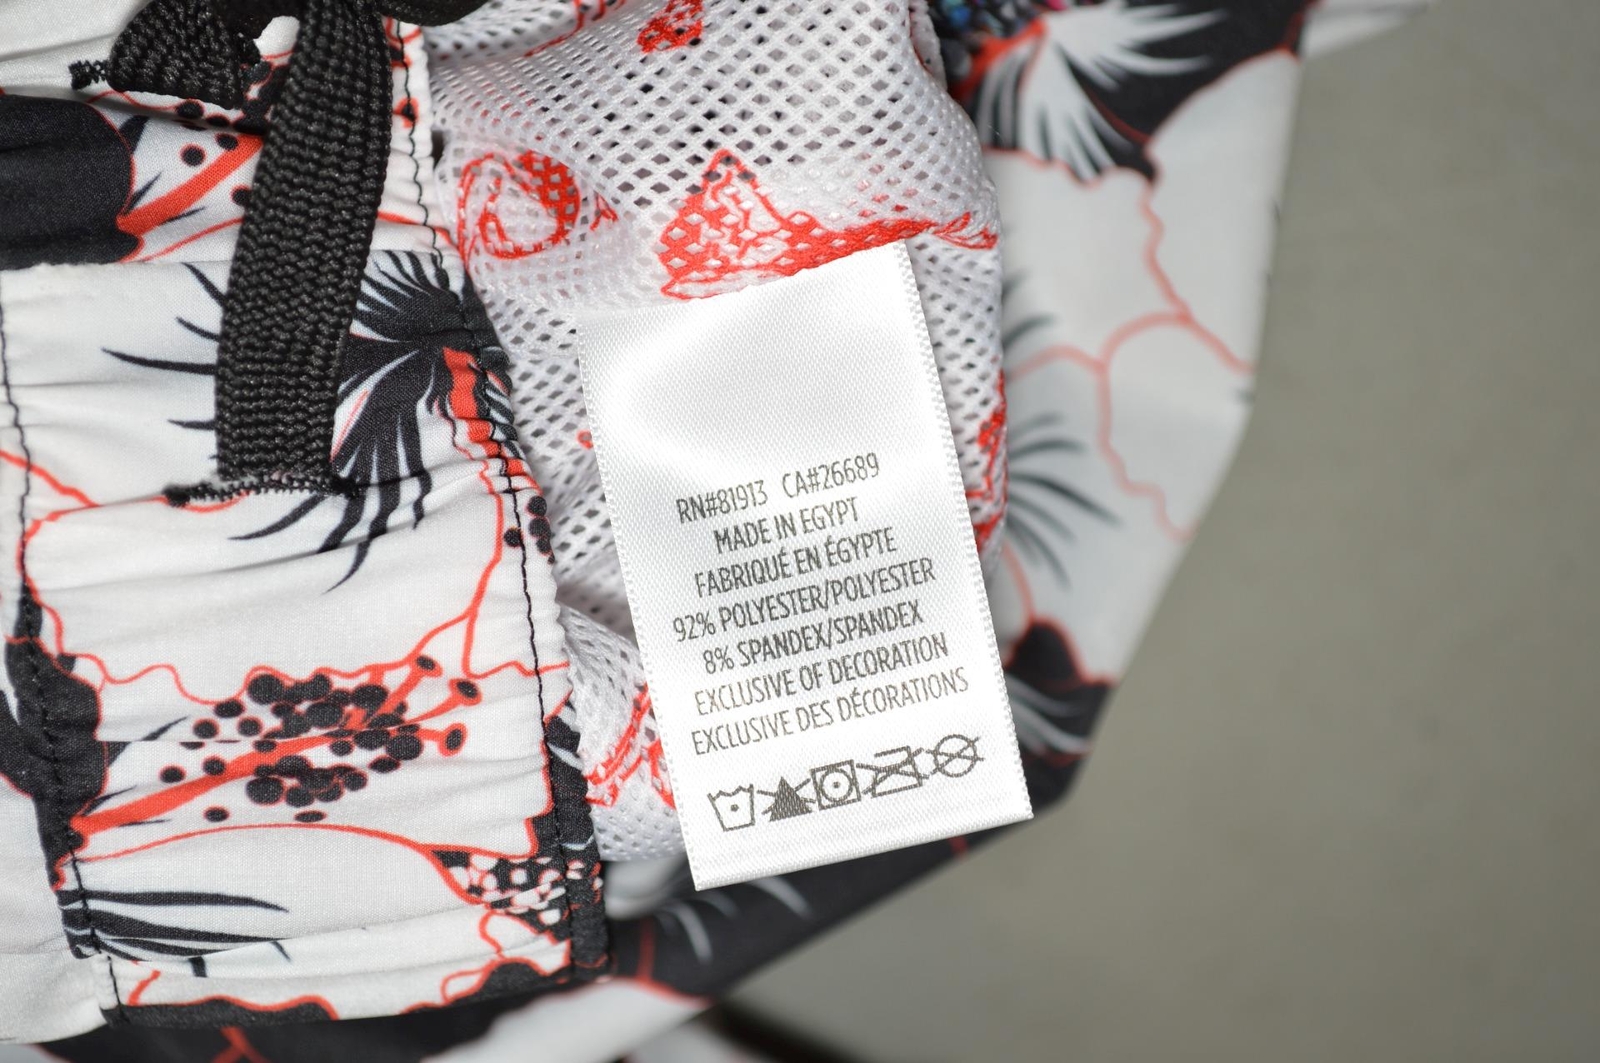 RN#81913 CA#26689
MADE IN EGYPT
FABRIQUÉ EN ÉGYPTE
92% POLYESTER/POLYESTER
8% SPANDEX/SPANDEX
EXCLUSIVE OF DECORATION
EXCLUSIVE DES DÉCORATIONS